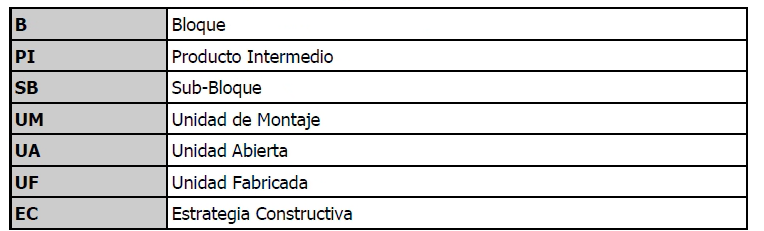 B Bloque
PI Producto Intermedio
SB Sub-Bloque
UM Unidad de Montaje
UA Unidad Abierta
UF Unidad Fabricada
EC Estrategia Constructiva